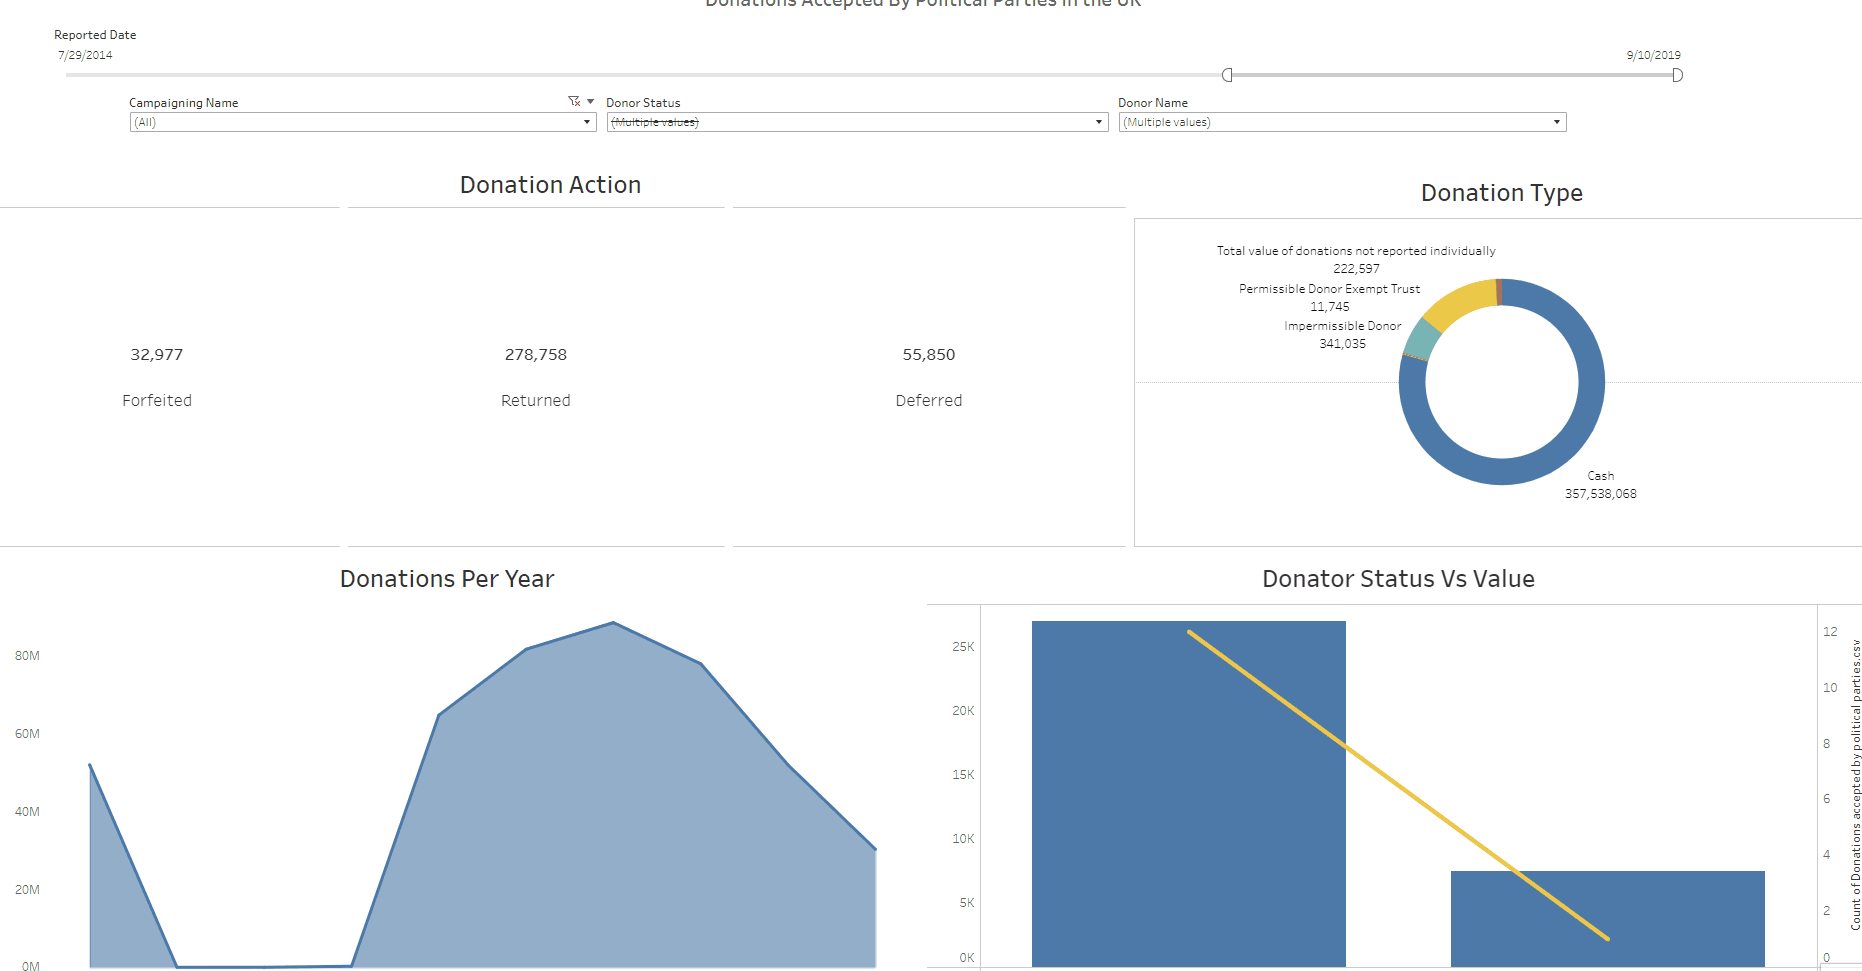 Donations Accepted By Political Parties in the UK
Reported Date
7/29/2014
9/10/2019
Campaigning Name
Donor Status
Donor Name
(All)
(Multiple values)
(Multiple values)
Donation Action
32,977
Forfeited
278,758
Returned
55,850
Deferred
Donation Type
Total value of donations not reported individually
222,597
Permissible Donor Exempt Trust
11,745
Impermissible Donor
341,035
Cash
357,538,068
Donations Per Year
80M
60M
40M
20M
0M
Donator Status Vs Value
25K
20K
15K
10K
5K
0K
12
10
8
6
4
2
0
Count of Donations accepted by political parties.csv